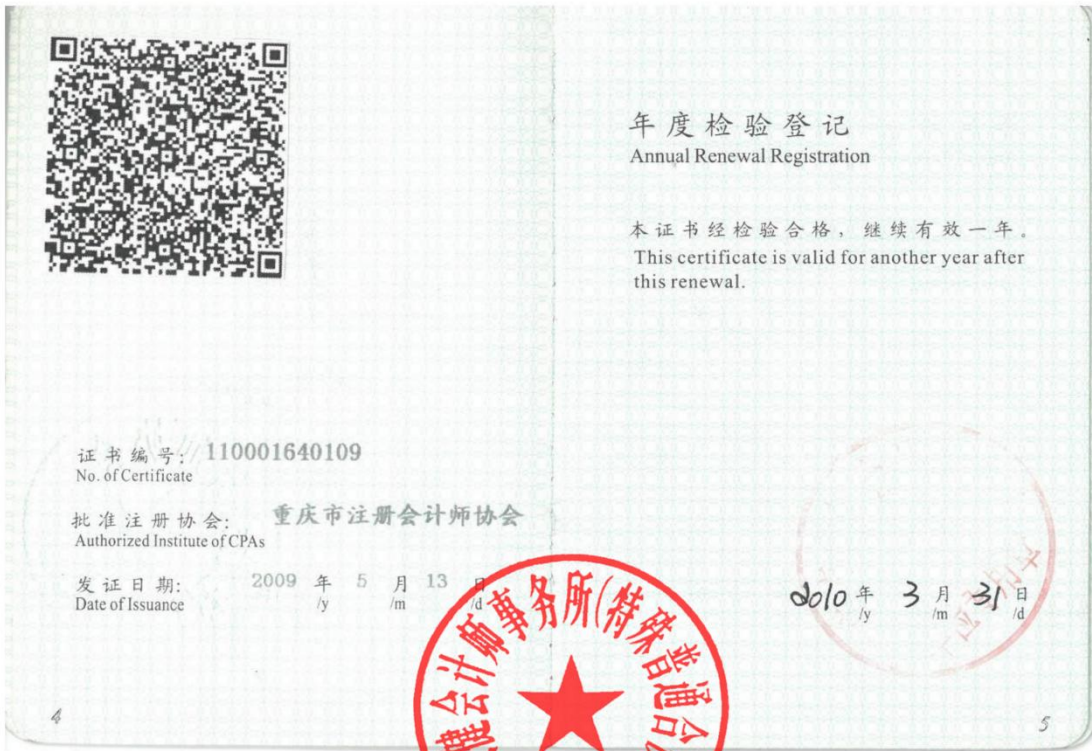 证书编号: 110001640109
No. of Certificate
批准注册协会: 重庆市注册会计师协会
Authorized Institute of CPAs
发证日期: 2009 年 5 月 13 日
Date of Issuance /y /m /d
4
年度检验登记
Annual Renewal Registration
本证书经检验合格，继续有效一年。
This certificate is valid for another year after
this renewal.
2010 年 3 月 31 日
/y /m /d
5
健会计师事务所(特殊普通合